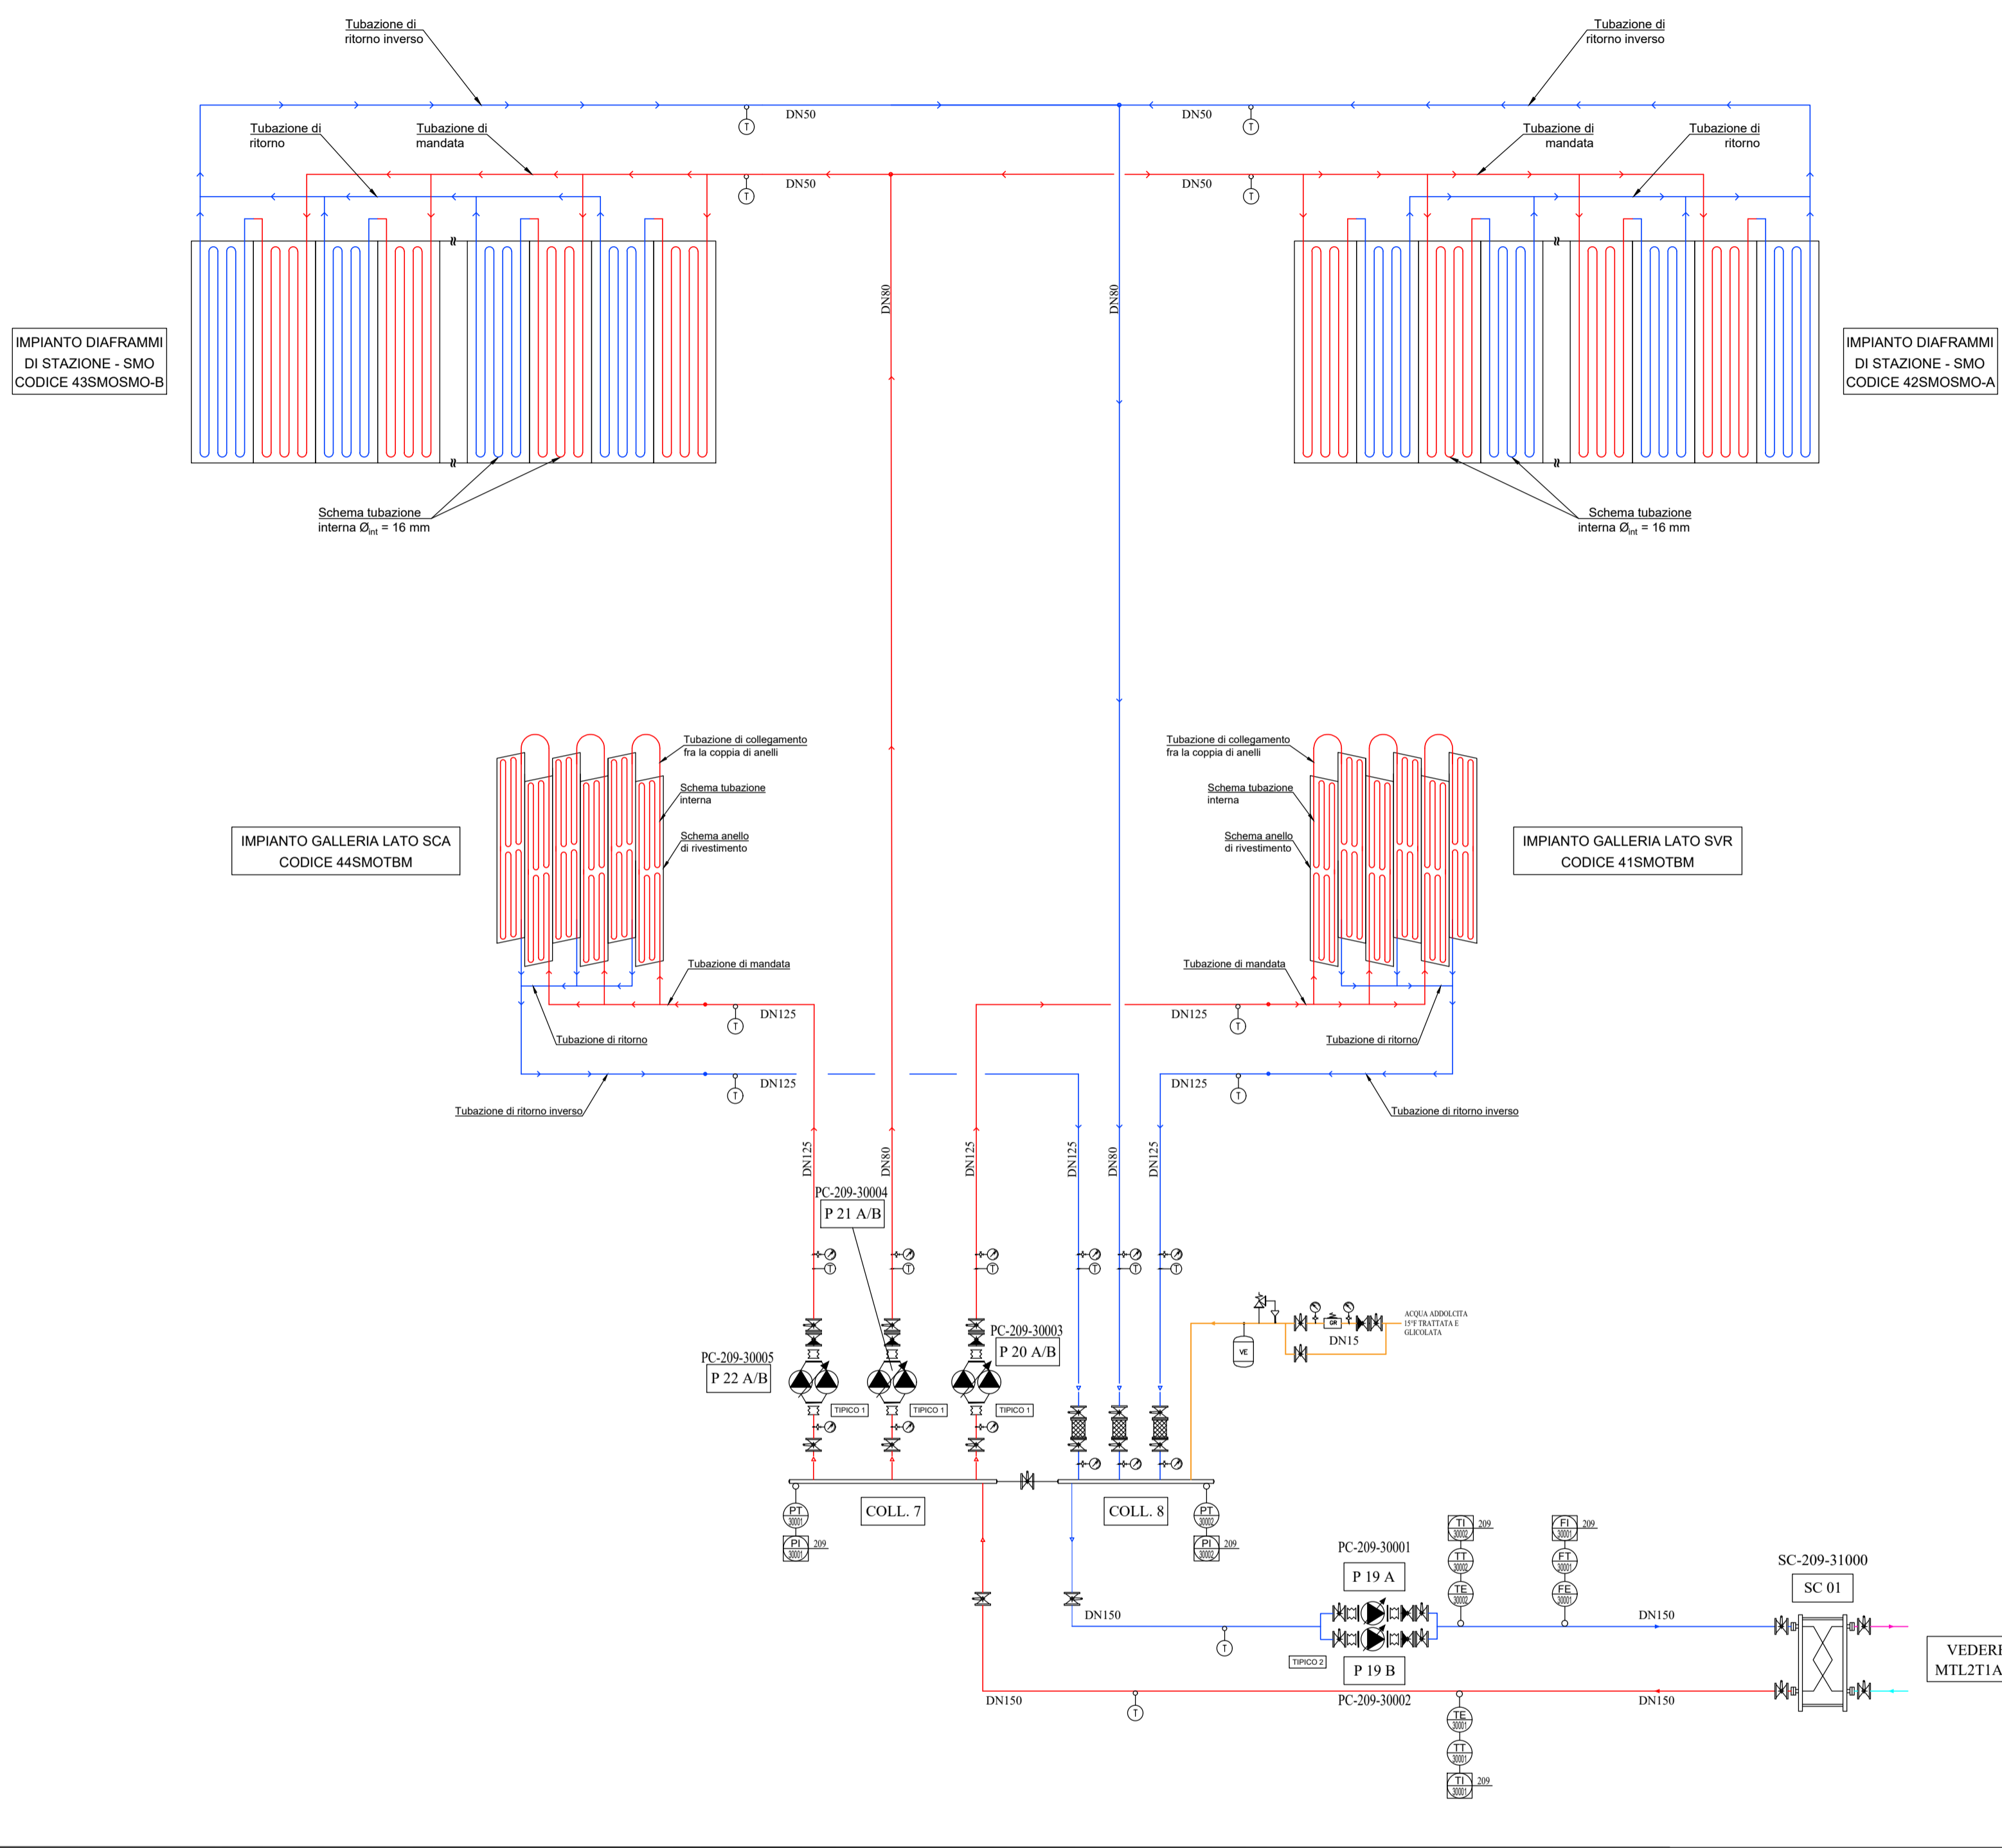 Tubazione di
ritorno inverso
Tubazione di
ritorno inverso
DN50
DN50
Tubazione di
ritorno
Tubazione di
mandata
Tubazione di
mandata
Tubazione di
ritorno
T
T
DN50
DN50
T
T
DN80
DN80
IMPIANTO DIAFRAMMI
DI STAZIONE - SMO
CODICE 43SMOSMO-B
IMPIANTO DIAFRAMMI
DI STAZIONE - SMO
CODICE 42SMOSMO-A
Schema tubazione
interna Øint = 16 mm
Schema tubazione
interna Øint = 16 mm
Tubazione di collegamento
fra la coppia di anelli
Tubazione di collegamento
fra la coppia di anelli
Schema tubazione
interna
Schema tubazione
interna
Schema anello
di rivestimento
Schema anello
di rivestimento
IMPIANTO GALLERIA LATO SCA
CODICE 44SMOTBM
IMPIANTO GALLERIA LATO SVR
CODICE 41SMOTBM
Tubazione di mandata
Tubazione di mandata
DN125
DN125
T
T
Tubazione di ritorno
Tubazione di ritorno
DN125
DN125
T
T
Tubazione di ritorno inverso
Tubazione di ritorno inverso
DN125
DN80
DN125
DN125
DN80
DN125
PC-209-30004
P 21 A/B
T
T
T
T
T
T
ACQUA ADDOLCITA
15°F TRATTATA E
GLICOLATA
GR
DN15
VE
PC-209-30003
P 20 A/B
PC-209-30005
P 22 A/B
TIPICO 1
TIPICO 1
TIPICO 1
COLL. 7
COLL. 8
PT
30001
PI
30001
209
PT
30002
PI
30002
209
TI
30002
209
TT
30002
TE
30002
FI
30001
209
FT
30001
FE
30001
PC-209-30001
P 19 A
SC-209-31000
SC 01
DN150
DN150
T
TIPICO 2
P 19 B
PC-209-30002
VEDERE
MTL2T1A
DN150
DN150
T
TE
30001
TT
30001
TI
30001
209